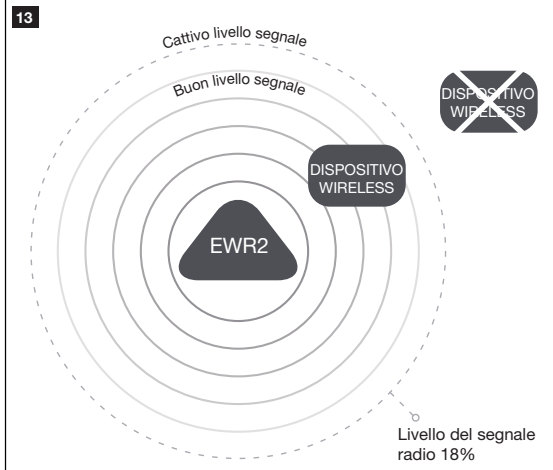 13
Cattivo livello segnale
Buon livello segnale
DISPOSITIVO
WIRELESS
DISPOSITIVO
WIRELESS
EWR2
Livello del segnale
radio 18%